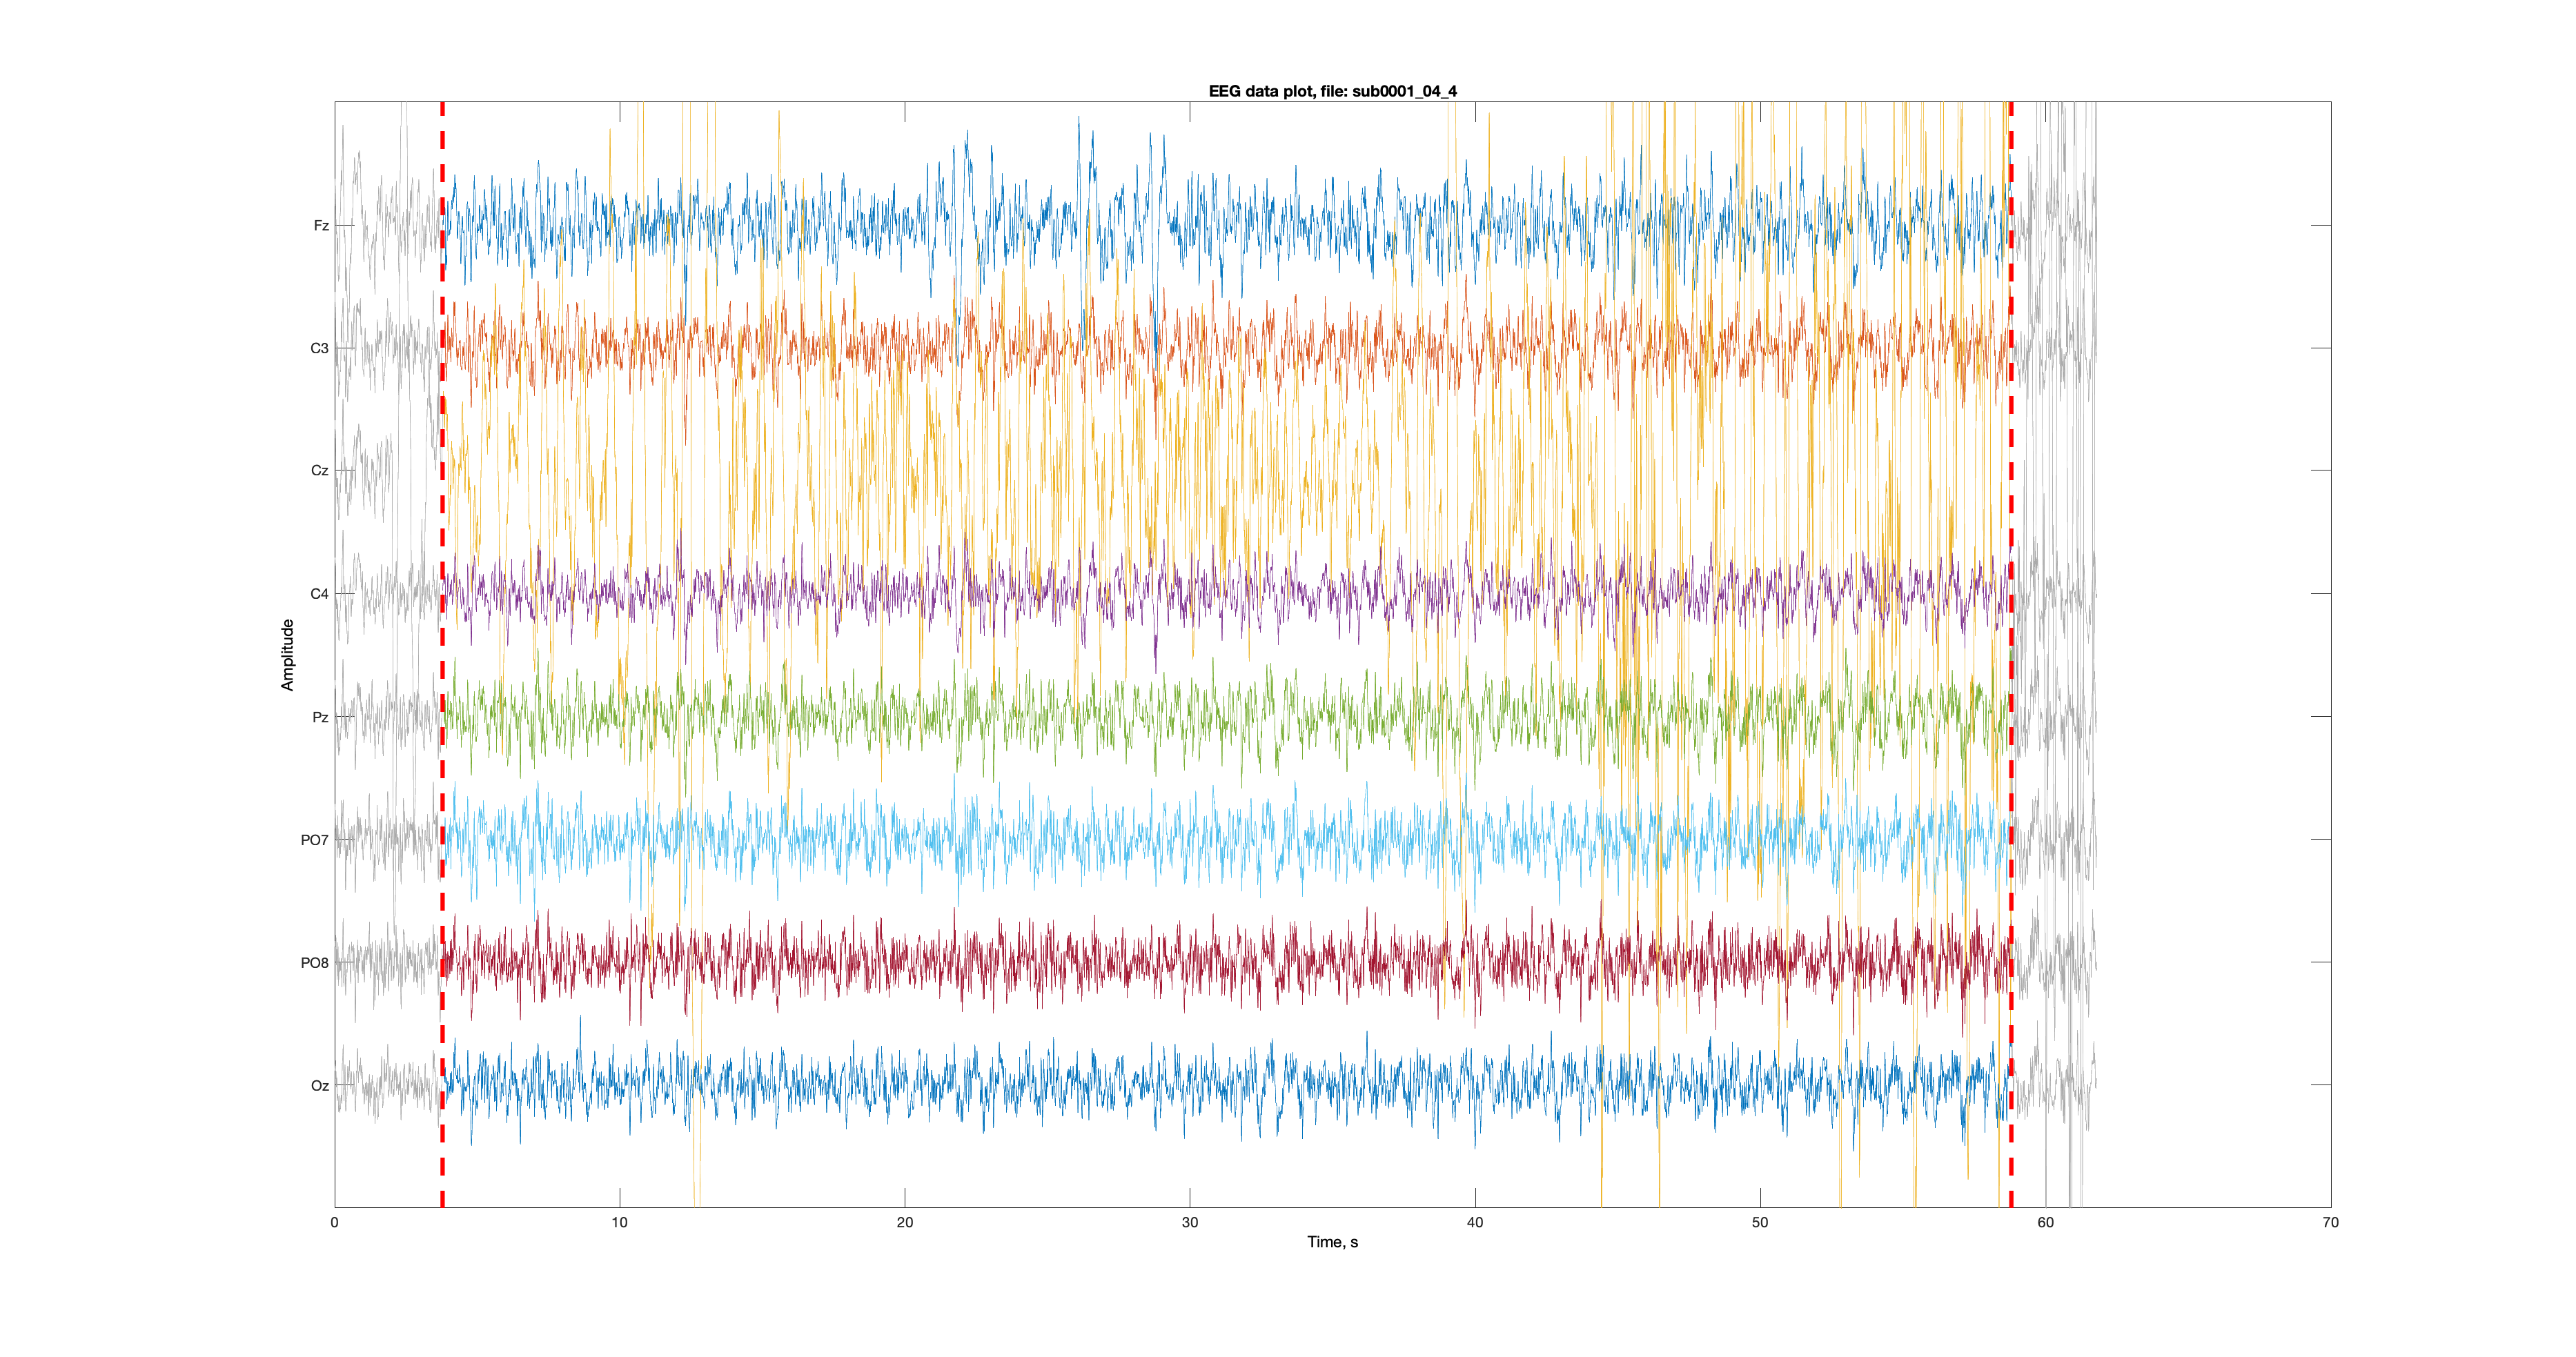 EEG data plot, file: sub0001_04_4
Fz
C3
Cz
C4
Pz
PO7
PO8
Oz
Amplitude
0 10 20 30 40 50 60 70
Time, s